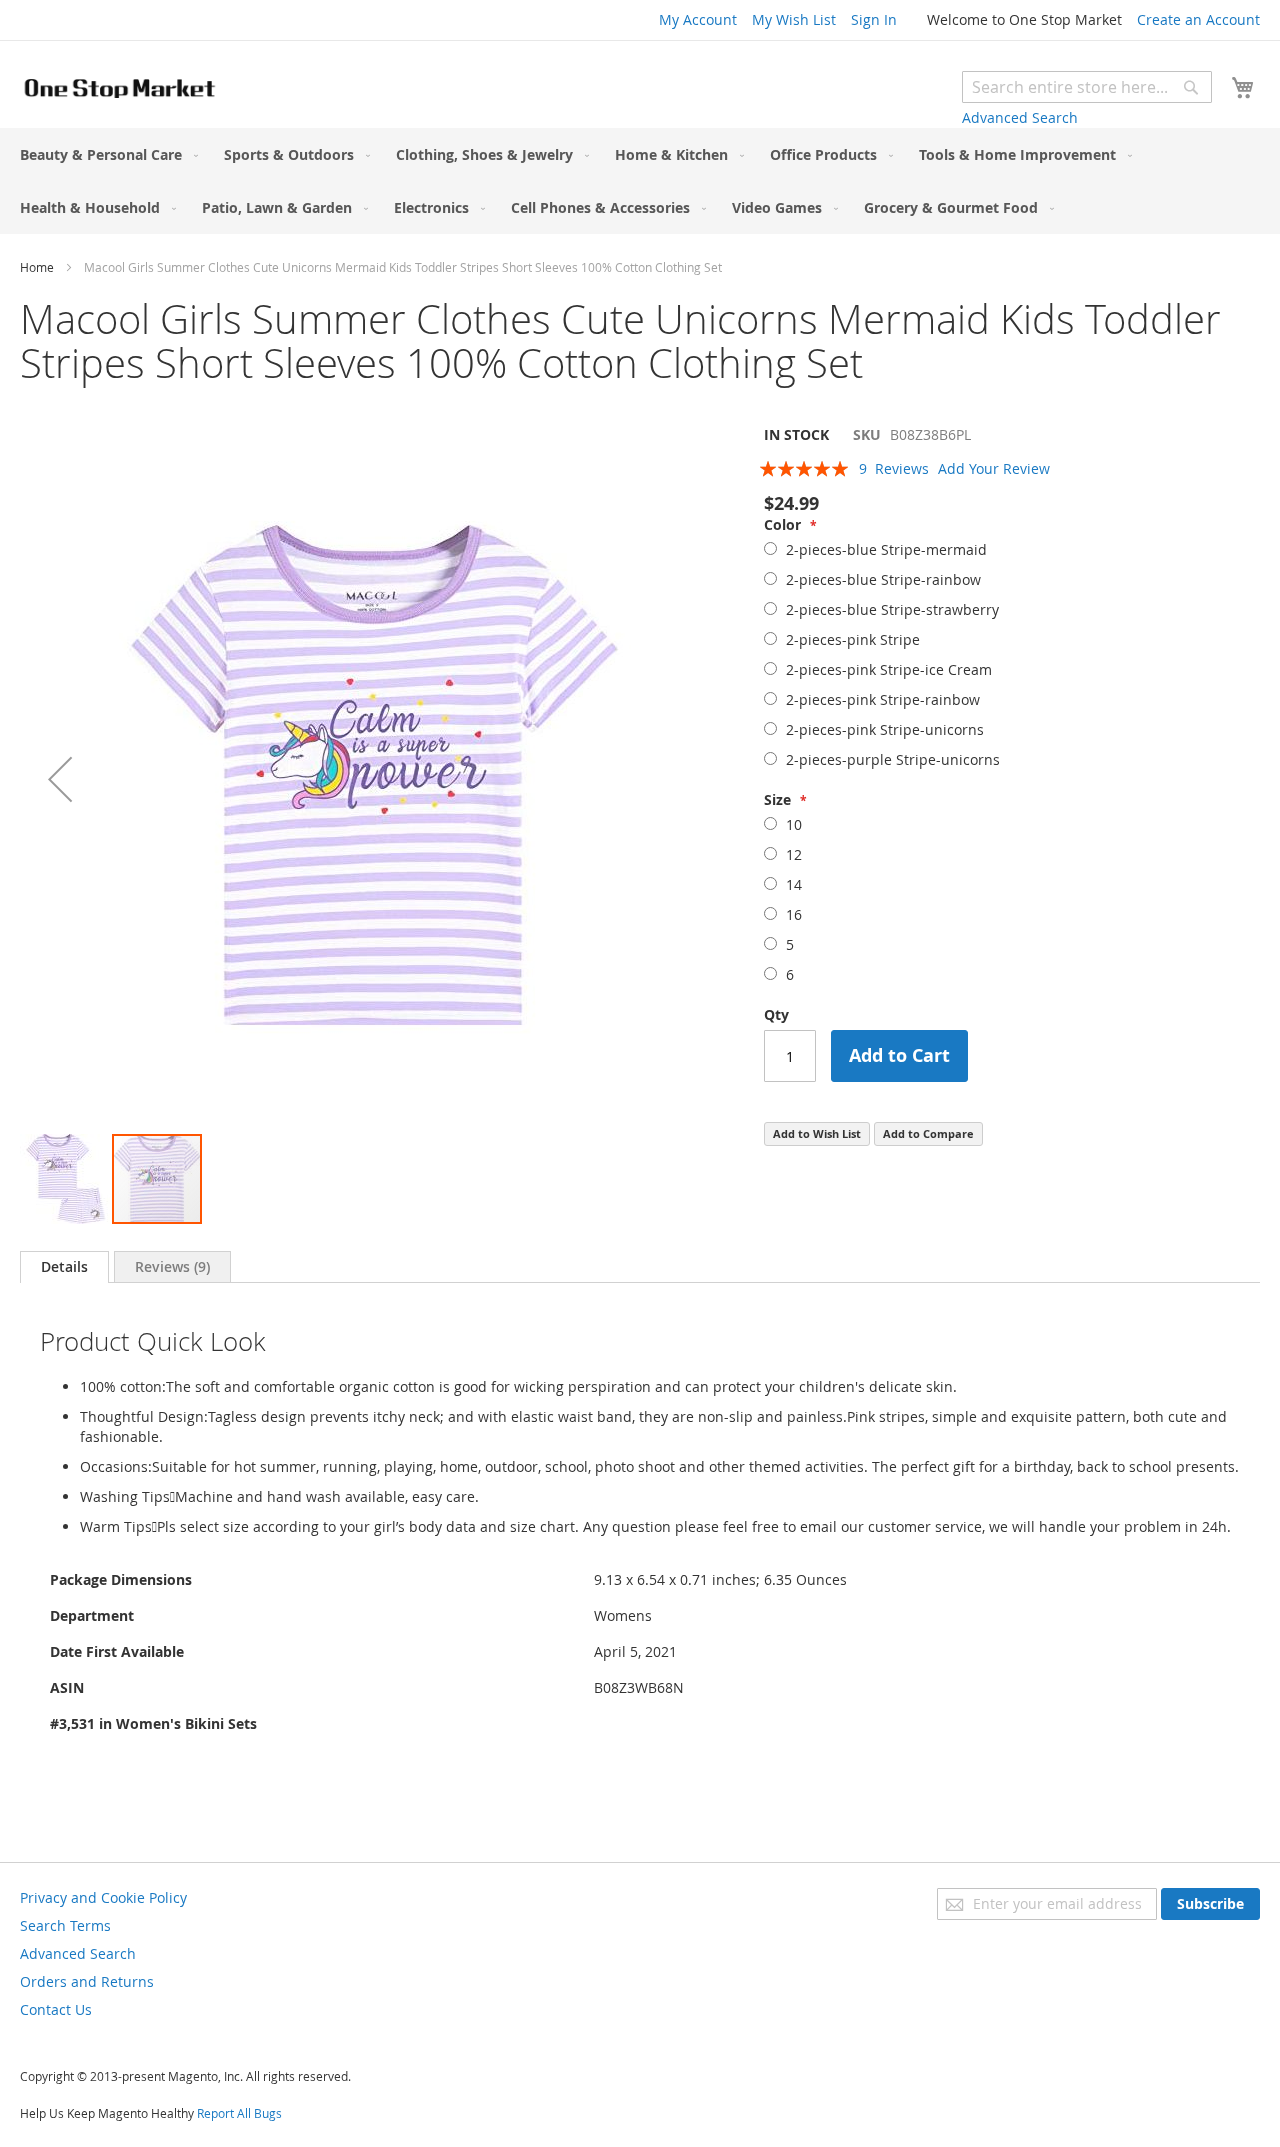 My Account My Wish List Sign In Welcome to One Stop Market Create an Account
One Stop Market
Search entire store here...
Advanced Search
Beauty & Personal Care Sports & Outdoors Clothing, Shoes & Jewelry Home & Kitchen Office Products Tools & Home Improvement
Health & Household Patio, Lawn & Garden Electronics Cell Phones & Accessories Video Games Grocery & Gourmet Food
Home Macool Girls Summer Clothes Cute Unicorns Mermaid Kids Toddler Stripes Short Sleeves 100% Cotton Clothing Set
Macool Girls Summer Clothes Cute Unicorns Mermaid Kids Toddler
Stripes Short Sleeves 100% Cotton Clothing Set
MACOOL
Calm
is a super
power
IN STOCK SKU B08Z38B6PL
9 Reviews Add Your Review
$24.99
Color *
2-pieces-blue Stripe-mermaid
2-pieces-blue Stripe-rainbow
2-pieces-blue Stripe-strawberry
2-pieces-pink Stripe
2-pieces-pink Stripe-ice Cream
2-pieces-pink Stripe-rainbow
2-pieces-pink Stripe-unicorns
2-pieces-purple Stripe-unicorns
Size *
10
12
14
16
5
6
Qty
1 Add to Cart
Add to Wish List Add to Compare
Details Reviews (9)
Product Quick Look
• 100% cotton:The soft and comfortable organic cotton is good for wicking perspiration and can protect your children's delicate skin.
• Thoughtful Design:Tagless design prevents itchy neck; and with elastic waist band, they are non-slip and painless.Pink stripes, simple and exquisite pattern, both cute and
fashionable.
• Occasions:Suitable for hot summer, running, playing, home, outdoor, school, photo shoot and other themed activities. The perfect gift for a birthday, back to school presents.
• Washing Tips▯Machine and hand wash available, easy care.
• Warm Tips▯Pls select size according to your girl’s body data and size chart. Any question please feel free to email our customer service, we will handle your problem in 24h.
Package Dimensions 9.13 x 6.54 x 0.71 inches; 6.35 Ounces
Department Womens
Date First Available April 5, 2021
ASIN B08Z3WB68N
#3,531 in Women's Bikini Sets
Privacy and Cookie Policy
Search Terms
Advanced Search
Orders and Returns
Contact Us
Enter your email address Subscribe
Copyright © 2013-present Magento, Inc. All rights reserved.
Help Us Keep Magento Healthy Report All Bugs